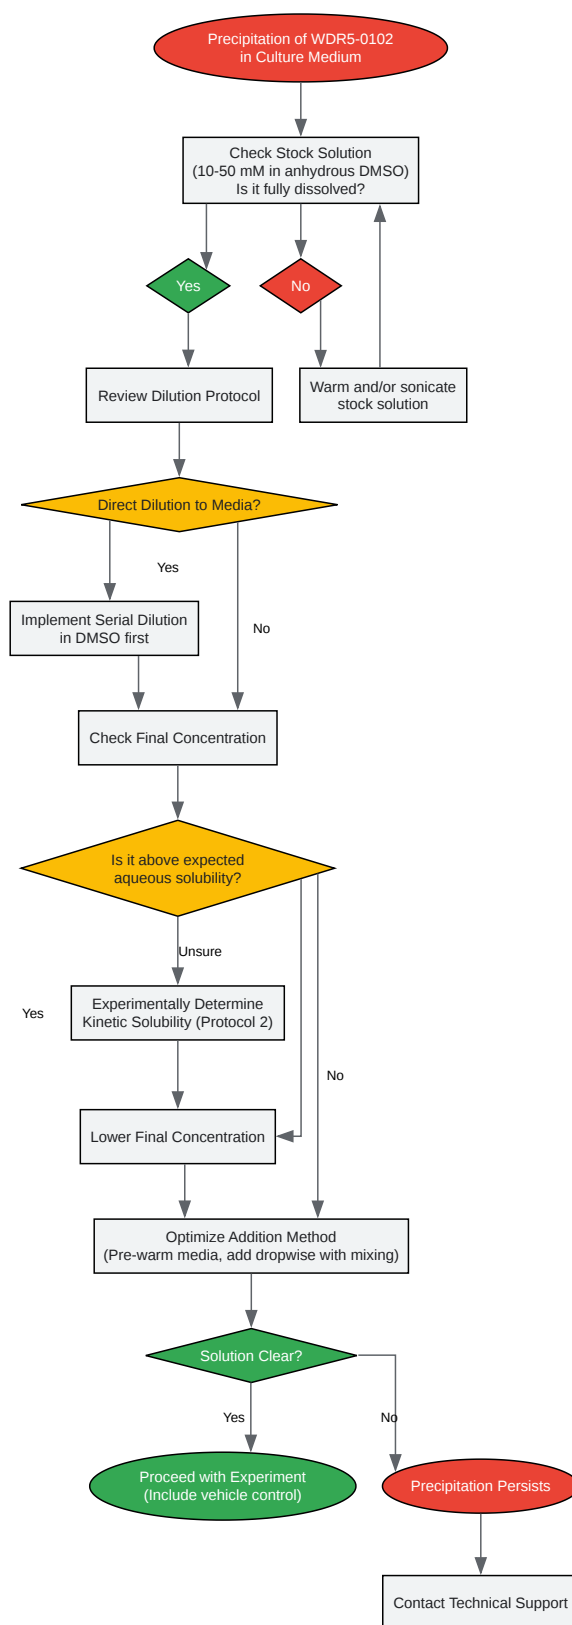 Precipitation of WDR5-0102
in Culture Medium
Check Stock Solution
(10-50 mM in anhydrous DMSO)
Is it fully dissolved?
Yes
No
Warm and/or sonicate
stock solution
Review Dilution Protocol
Direct Dilution to Media?
Yes
No
Implement Serial Dilution
in DMSO first
Check Final Concentration
Is it above expected
aqueous solubility?
Unsure
Experimentally Determine
Kinetic Solubility (Protocol 2)
Yes
No
Lower Final Concentration
Optimize Addition Method
(Pre-warm media, add dropwise with mixing)
Solution Clear?
Yes
No
Proceed with Experiment
(Include vehicle control)
Precipitation Persists
Contact Technical Support